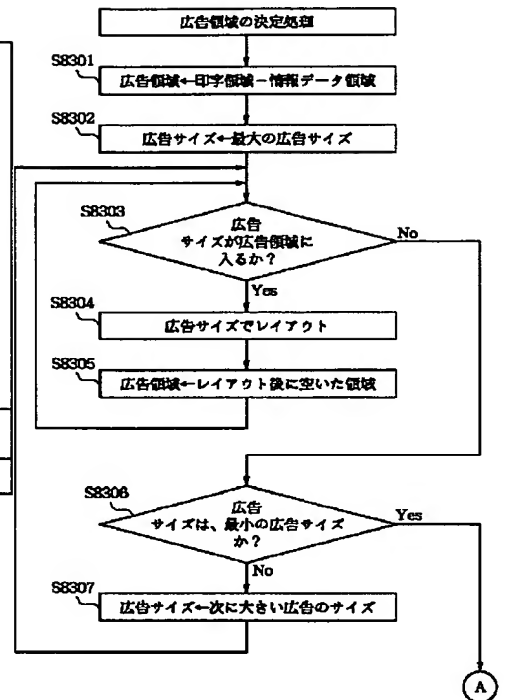 広告領域の決定処理
S8301
広告領域←印字領域－情報データ領域
S8302
広告サイズ←最大の広告サイズ
S8303
広告
サイズが広告領域に
入るか？
No
Yes
S8304
広告サイズでレイアウト
S8305
広告領域←レイアウト後に空いた領域
S8306
広告
サイズは、最小の広告サイズ
か？
Yes
No
S8307
広告サイズ←次に大きい広告のサイズ
A